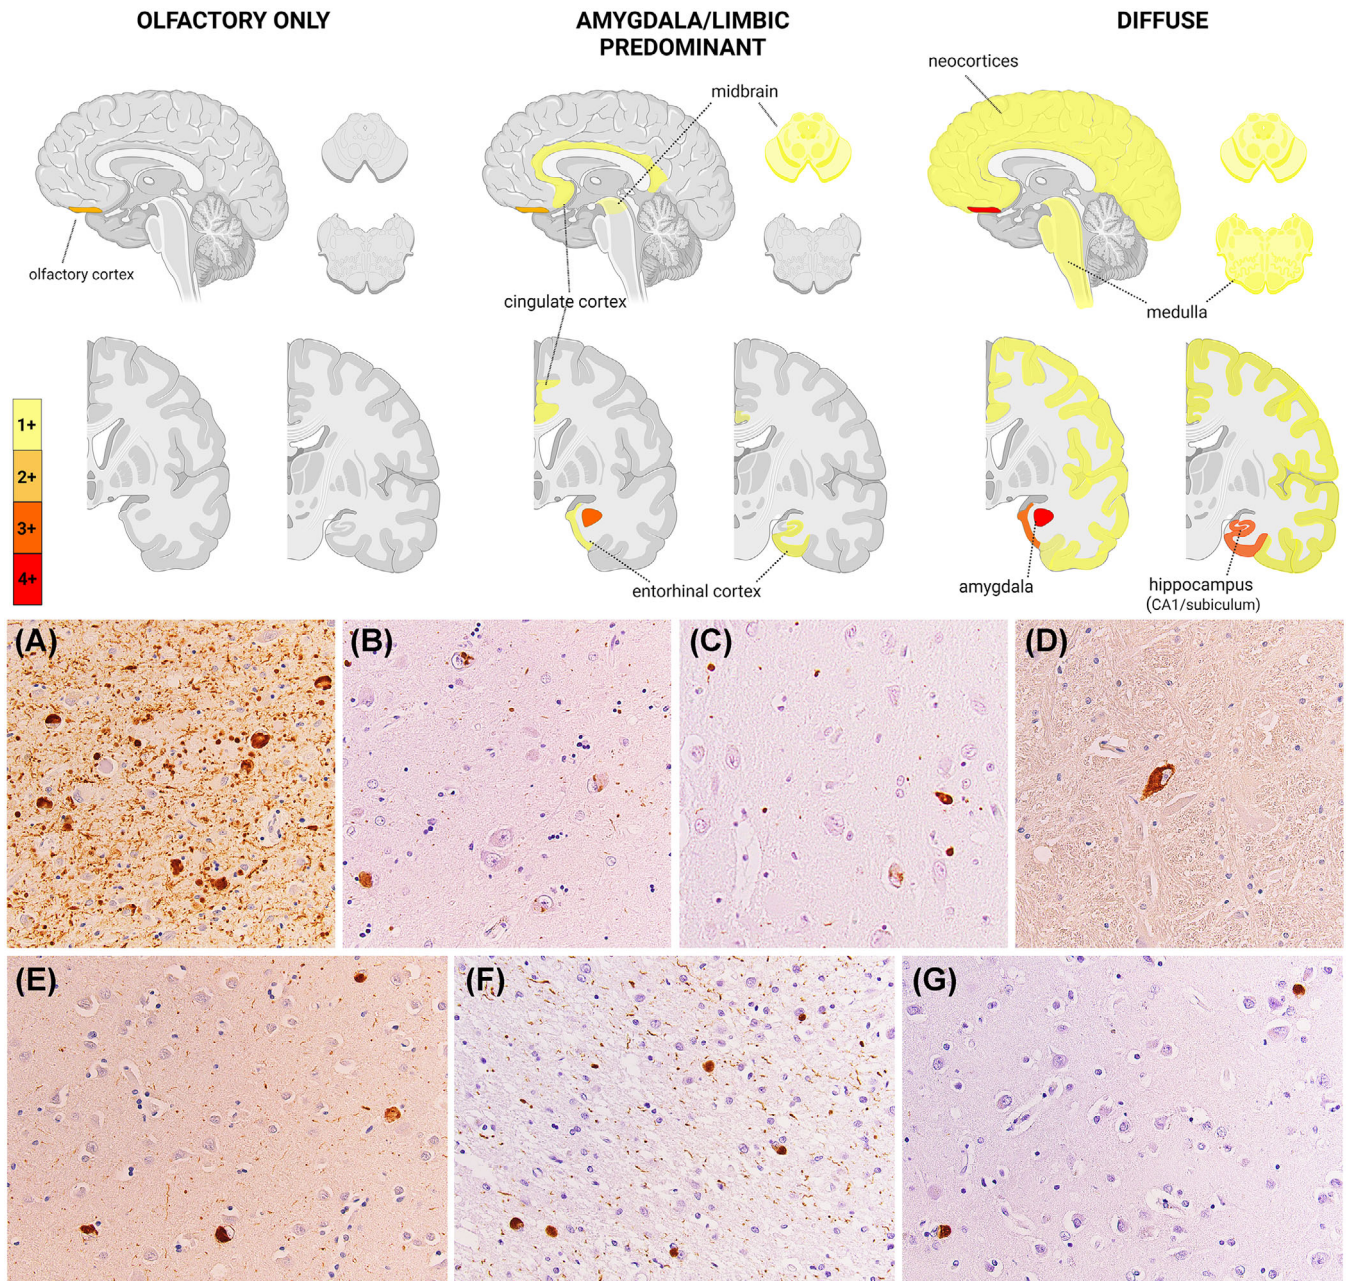 OLFACTORY ONLY
AMYGDALA/LIMBIC
PREDOMINANT
DIFFUSE
neocortices
midbrain
olfactory cortex
cingulate cortex
medulla
1+
2+
3+
4+
entorhinal cortex
amygdala
hippocampus
(CA1/subiculum)
(A)
(B)
(C)
(D)
(E)
(F)
(G)